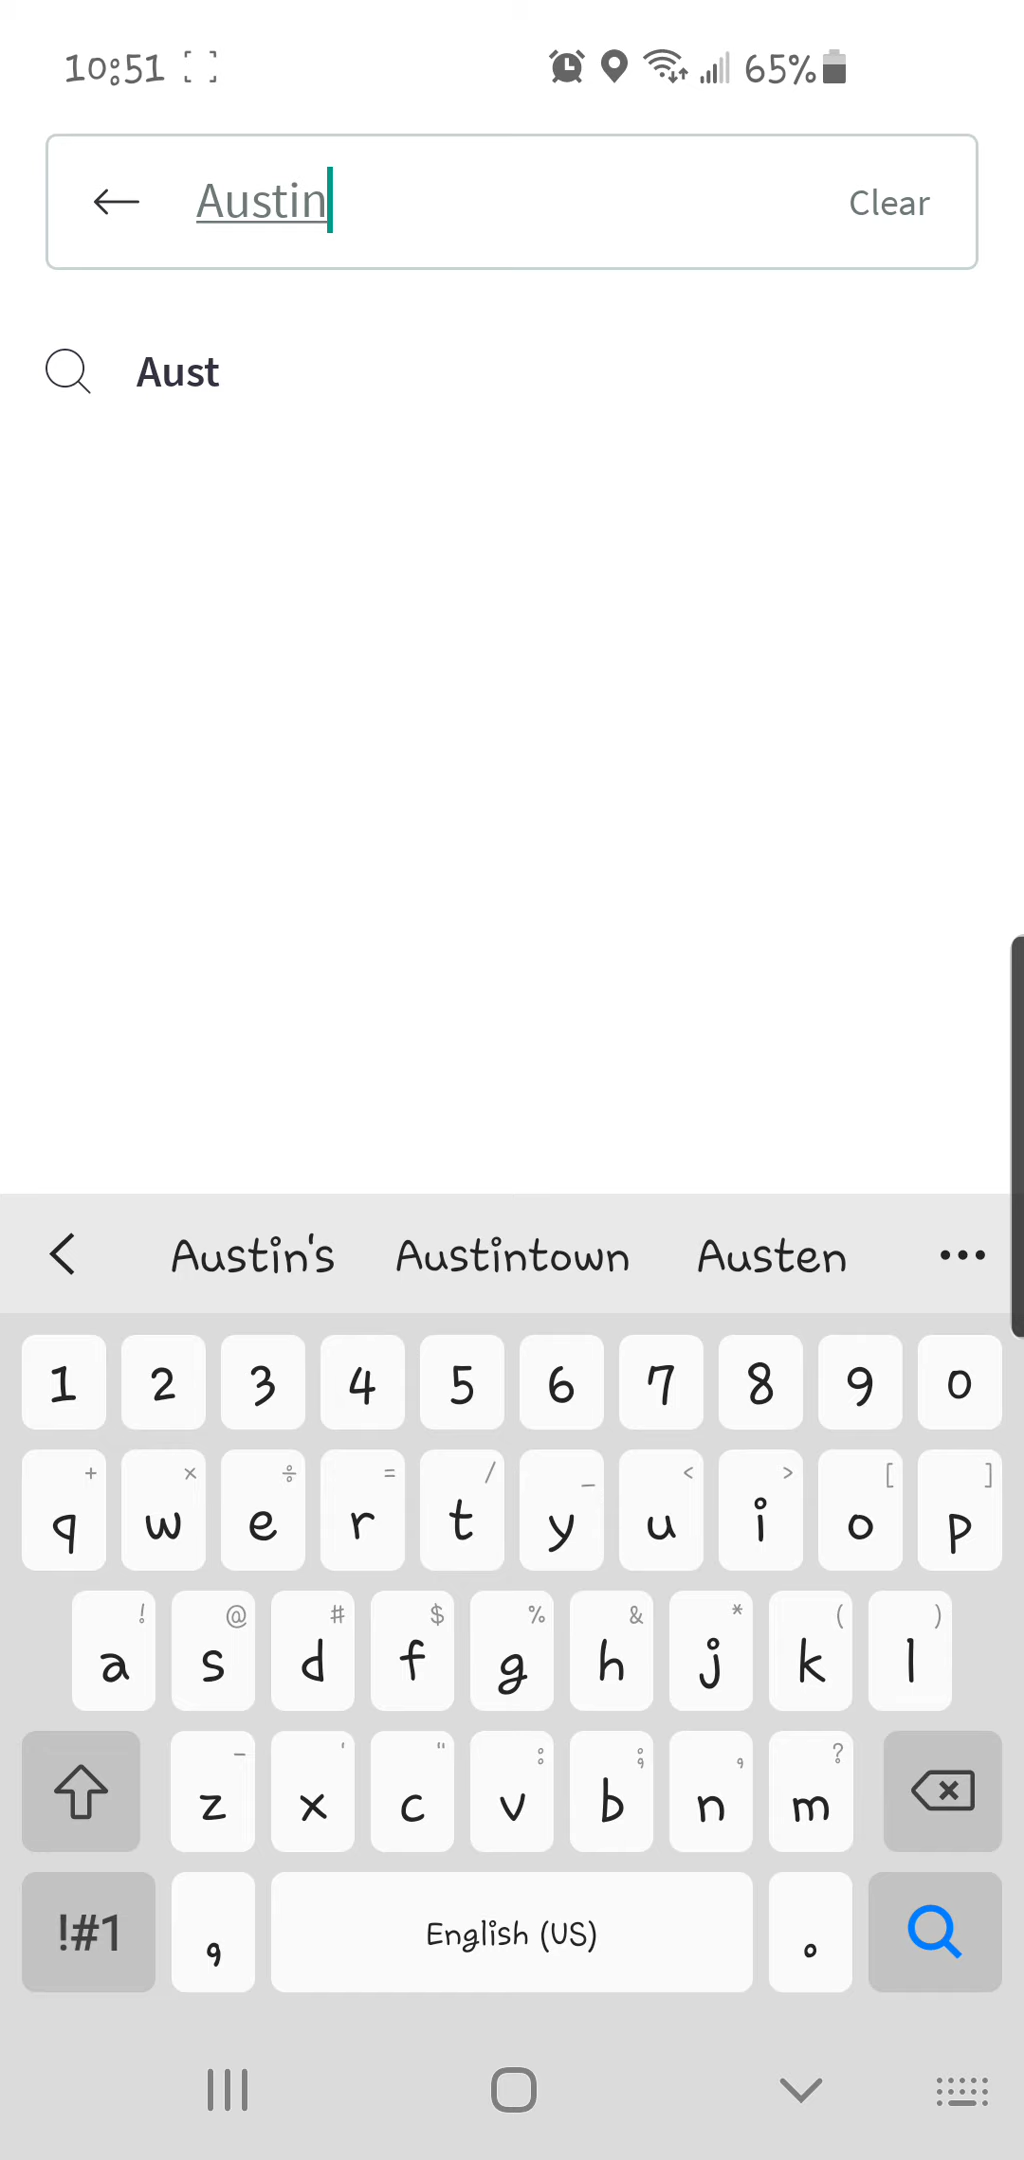 10:51 65%
Austin Clear
Aust
Austin's Austintown Austen
1 2 3 4 5 6 7 8 9 0
+ × ÷ = / _ < > [ ]
q w e r t y u i o p
! @ # $ % & * ( )
a s d f g h j k l
- ' " : ; , ?
z x c v b n m
!#1 , English (US) .